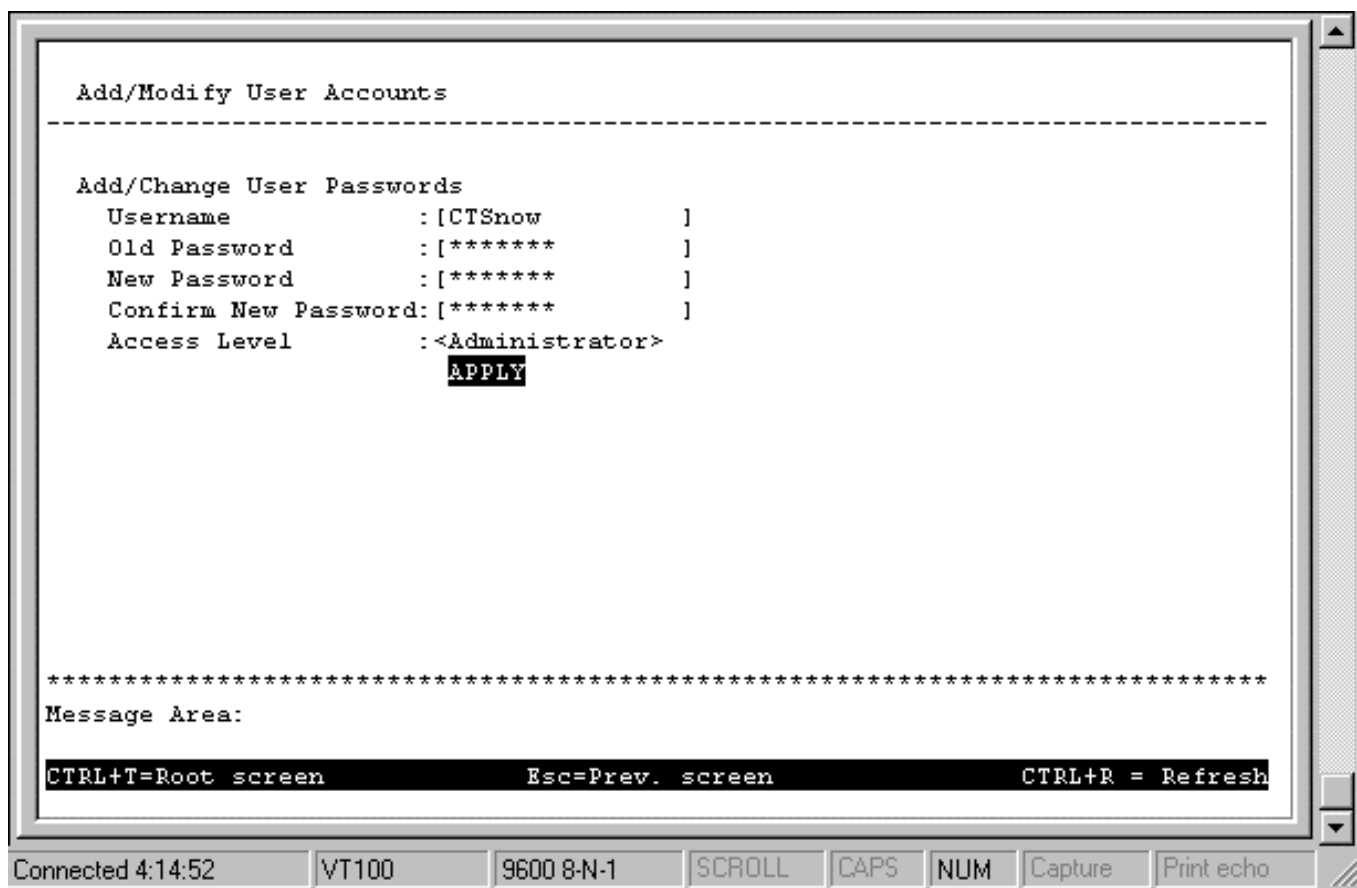 Add/Modify User Accounts
-------------------------------------------------------------------------------
Add/Change User Passwords
Username :[CTSnow ]
Old Password :[******* ]
New Password :[******* ]
Confirm New Password:[******* ]
Access Level :<Administrator>
APPLY
*******************************************************************************
Message Area:
CTRL+T=Root screen Esc=Prev. screen CTRL+R = Refresh
Connected 4:14:52 VT100 9600 8-N-1 SCROLL CAPS NUM Capture Print echo